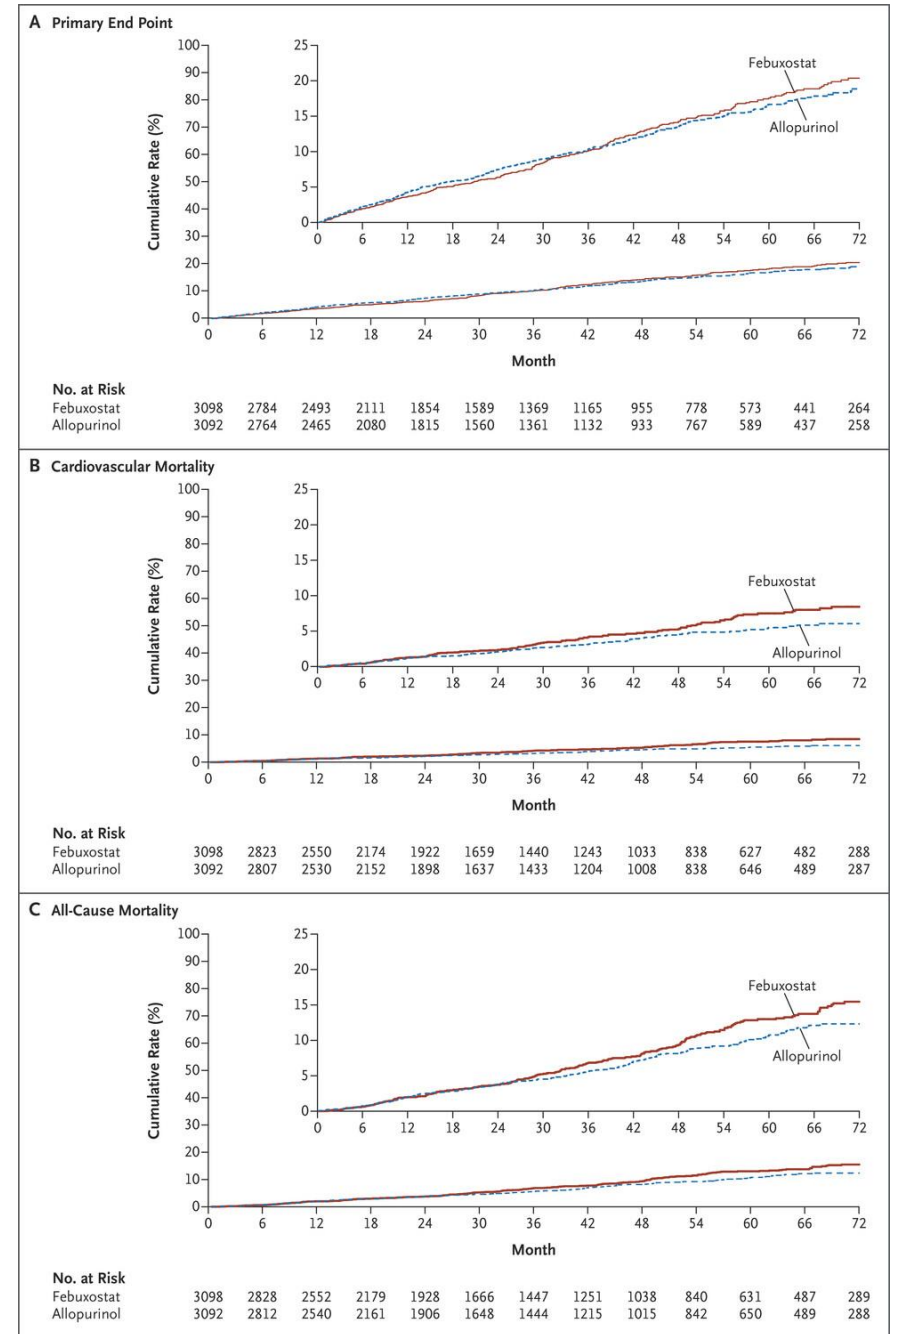 A Primary End Point
Cumulative Rate (%)
100
90
80
70
60
50
40
30
20
10
0
25
20
15
10
5
0
Febuxostat
Allopurinol
0 6 12 18 24 30 36 42 48 54 60 66 72
0 6 12 18 24 30 36 42 48 54 60 66 72
Month
No. at Risk
Febuxostat 3098 2784 2493 2111 1854 1589 1369 1165 955 778 573 441 264
Allopurinol 3092 2764 2465 2080 1815 1560 1361 1132 933 767 589 437 258
B Cardiovascular Mortality
Cumulative Rate (%)
100
90
80
70
60
50
40
30
20
10
0
25
20
15
10
5
0
Febuxostat
Allopurinol
0 6 12 18 24 30 36 42 48 54 60 66 72
0 6 12 18 24 30 36 42 48 54 60 66 72
Month
No. at Risk
Febuxostat 3098 2823 2550 2174 1922 1659 1440 1243 1033 838 627 482 288
Allopurinol 3092 2807 2530 2152 1898 1637 1433 1204 1008 838 646 489 287
C All-Cause Mortality
Cumulative Rate (%)
100
90
80
70
60
50
40
30
20
10
0
25
20
15
10
5
0
Febuxostat
Allopurinol
0 6 12 18 24 30 36 42 48 54 60 66 72
0 6 12 18 24 30 36 42 48 54 60 66 72
Month
No. at Risk
Febuxostat 3098 2828 2552 2179 1928 1666 1447 1251 1038 840 631 487 289
Allopurinol 3092 2812 2540 2161 1906 1648 1444 1215 1015 842 650 489 288